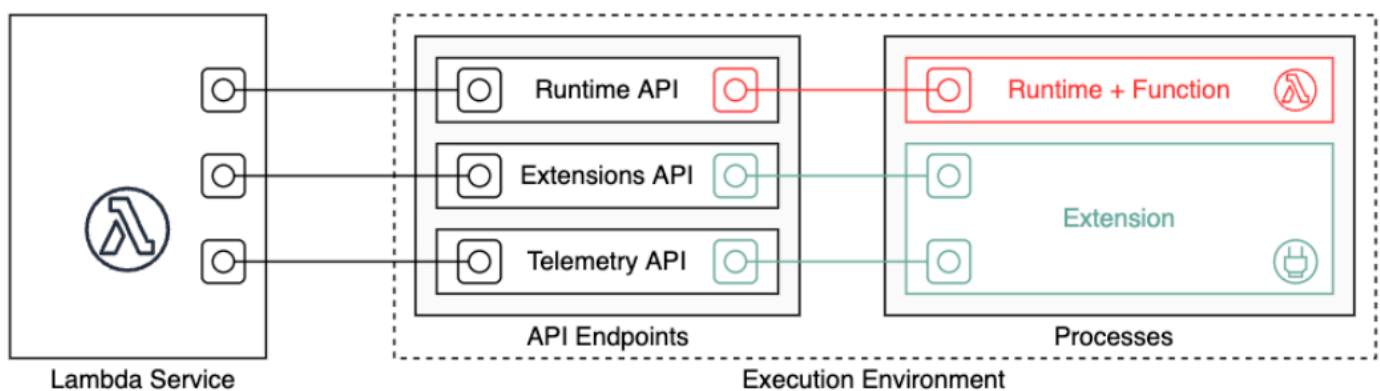 Runtime API
Runtime + Function
Extensions API
Extension
Telemetry API
API Endpoints
Processes
Lambda Service
Execution Environment